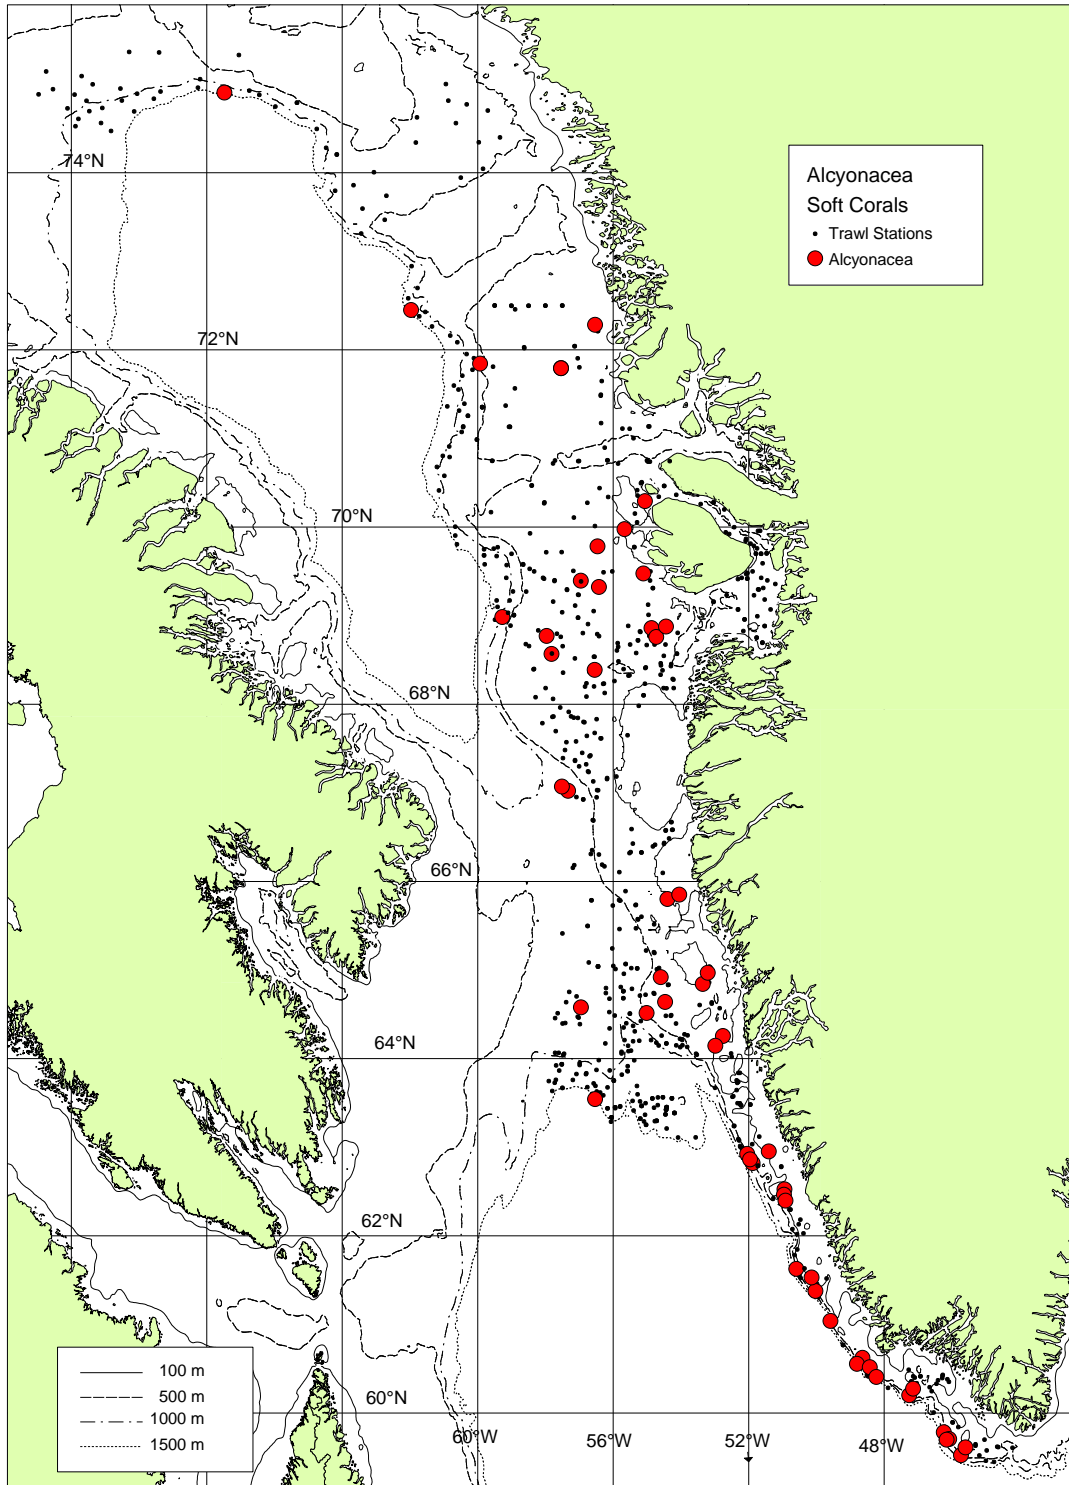 74°N
Alcyonacea
Soft Corals
Trawl Stations
Alcyonacea
72°N
70°N
68°N
66°N
64°N
62°N
100 m
500 m
1000 m
1500 m
60°N
60°W 56°W 52°W 48°W